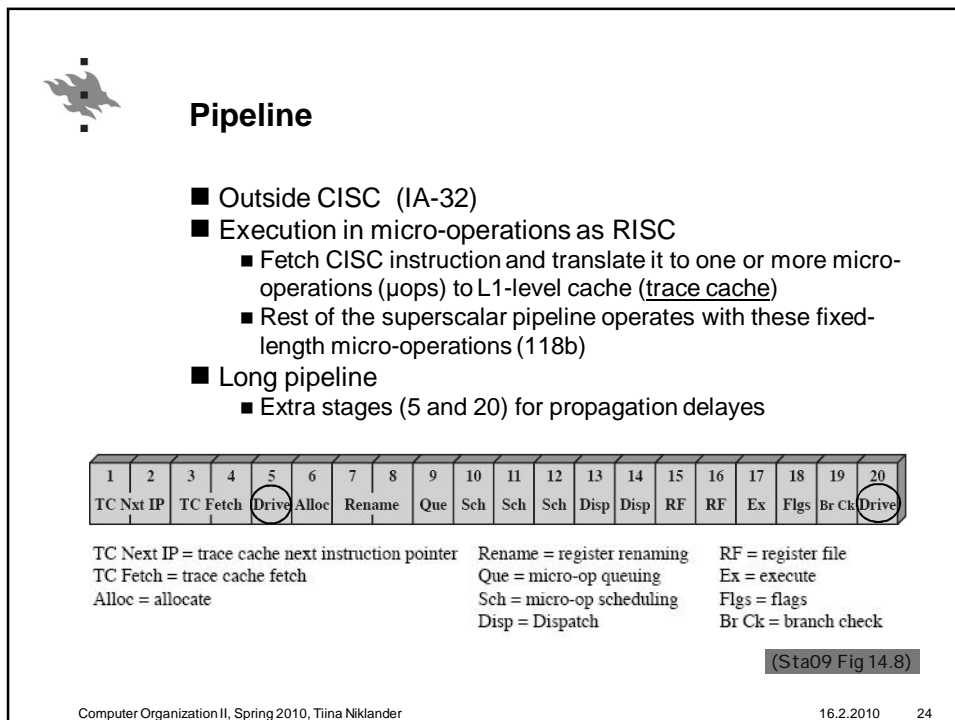 Pipeline
■ Outside CISC (IA-32)
■ Execution in micro-operations as RISC
■ Fetch CISC instruction and translate it to one or more micro-
operations (µops) to L1-level cache (trace cache)
■ Rest of the superscalar pipeline operates with these fixed-
length micro-operations (118b)
■ Long pipeline
■ Extra stages (5 and 20) for propagation delayes
1 2 3 4 5 6 7 8 9 10 11 12 13 14 15 16 17 18 19 20
TC Nxt IP TC Fetch Drive Alloc Rename Que Sch Sch Sch Disp Disp RF RF Ex Flgs Br Ck Drive
TC Next IP = trace cache next instruction pointer
TC Fetch = trace cache fetch
Alloc = allocate
Rename = register renaming
Que = micro-op queuing
Sch = micro-op scheduling
Disp = Dispatch
RF = register file
Ex = execute
Flgs = flags
Br Ck = branch check
(Sta09 Fig 14.8)
Computer Organization II, Spring 2010, Tiina Niklander 16.2.2010 24